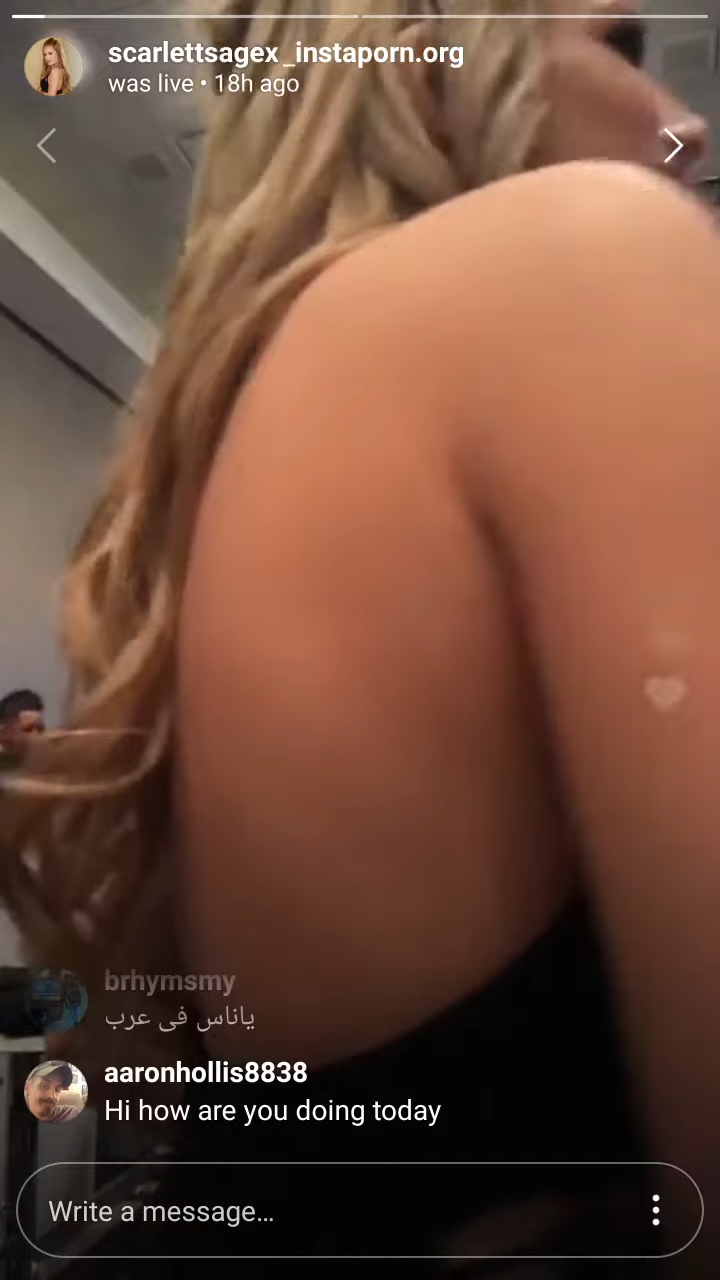 scarlettsagex_instaporn.org
was live • 18h ago
brhymsmy
ياناس فى عرب
aaronhollis8838
Hi how are you doing today
Write a message…